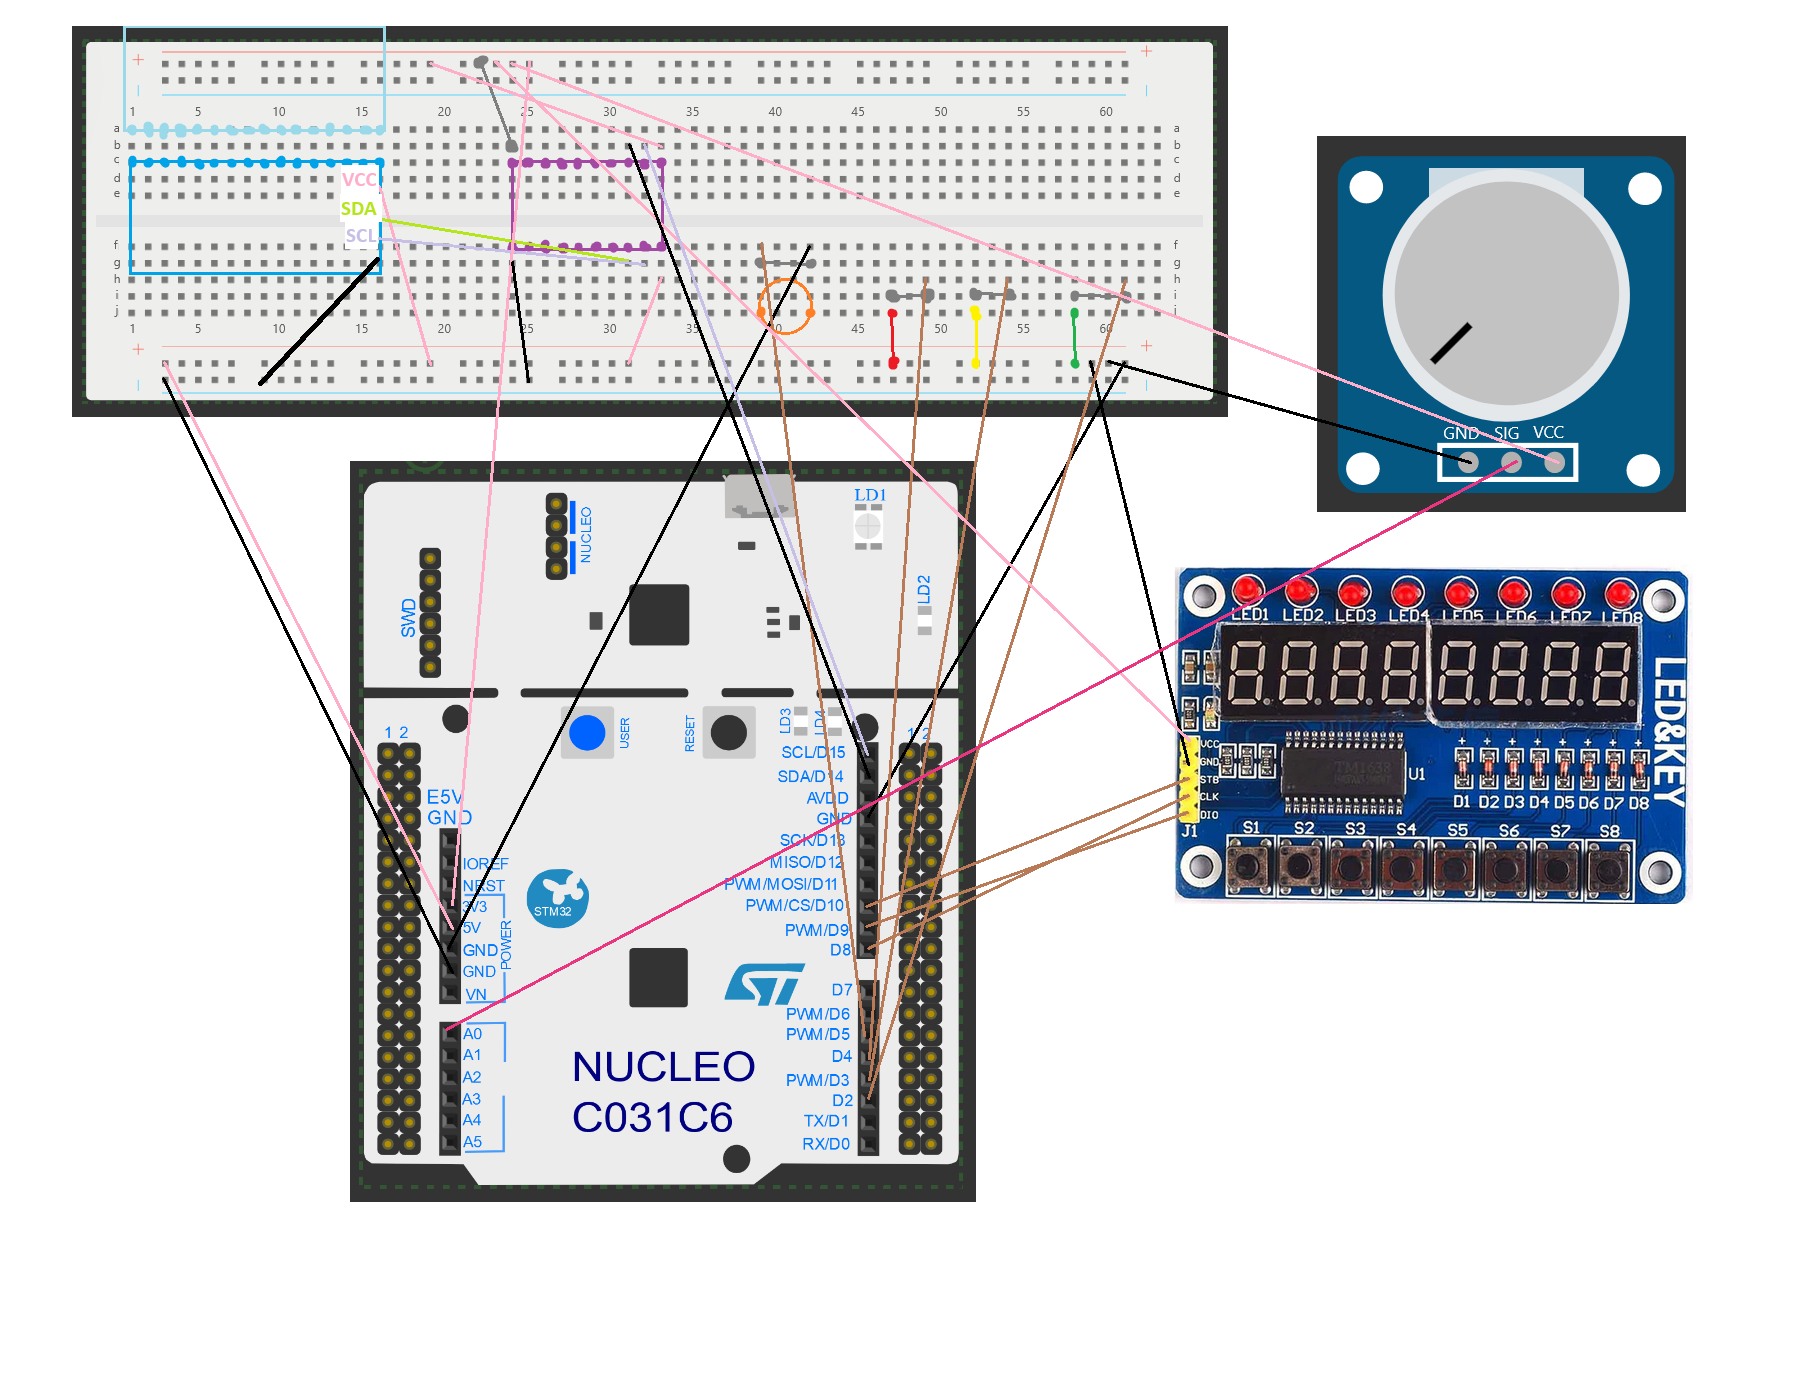 + +
1 5 10 15 20 25 30 35 40 45 50 55 60
a a
b b
c c
d d
e e
VCC
SDA
SCL
f f
g g
h h
i i
j j
1 5 10 15 20 25 30 35 40 45 50 55 60
+ +
GND SIG VCC
NUCLEO
SWD
LD1
LD2
USER
RESET
LD3
LD4
1 2
1 2
E5V
GND
IOREF
NRST
3V3
5V
GND
GND
VN
POWER
A0
A1
A2
A3
A4
A5
STM32
NUCLEO
C031C6
SCL/D15
SDA/D14
AVDD
GND
SCK/D13
MISO/D12
PWM/MOSI/D11
PWM/CS/D10
PWM/D9
D8
D7
PWM/D6
PWM/D5
D4
PWM/D3
D2
TX/D1
RX/D0
LED1 LED2 LED3 LED4 LED5 LED6 LED7 LED8
LED&KEY
VCC
GND
STB
CLK
DIO
J1
TM1638
U1
+ + + + + + + +
D1 D2 D3 D4 D5 D6 D7 D8
S1 S2 S3 S4 S5 S6 S7 S8